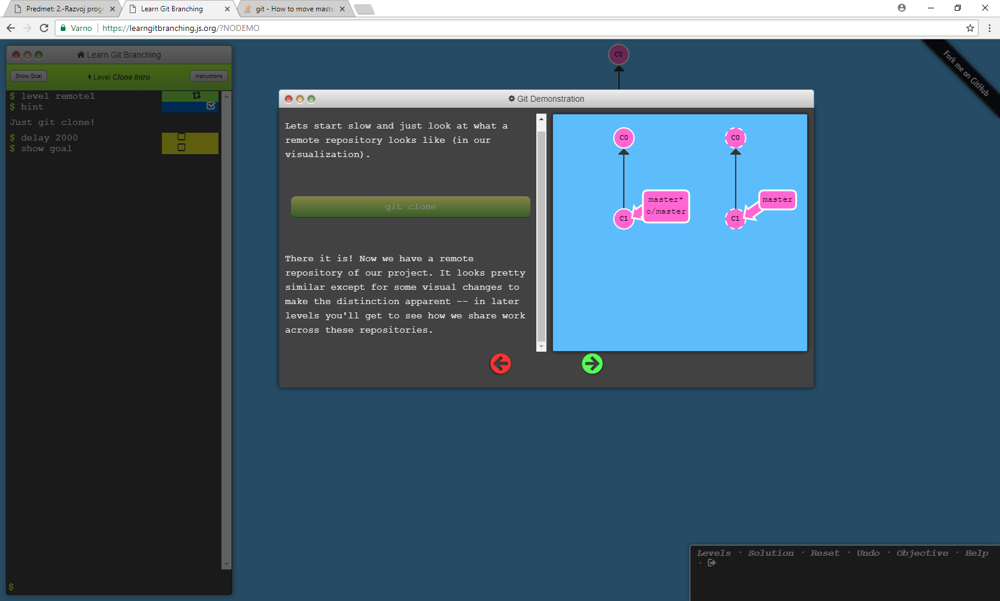 Predmet: 2.-Razvoj progr
Learn Git Branching
git - How to move maste
Varno
https://learngitbranching.js.org/?NODEMO
Fork me on GitHub
Learn Git Branching
Show Goal
Level Clone Intro
Instructions
$ level remote1
$ hint
Just git clone!
$ delay 2000
$ show goal
$
C0
Git Demonstration
Lets start slow and just look at what a
remote repository looks like (in our
visualization).
git clone
There it is! Now we have a remote
repository of our project. It looks pretty
similar except for some visual changes to
make the distinction apparent -- in later
levels you'll get to see how we share work
across these repositories.
C0
C0
master*
o/master
master
C1
C1
Levels · Solution · Reset · Undo · Objective · Help
·